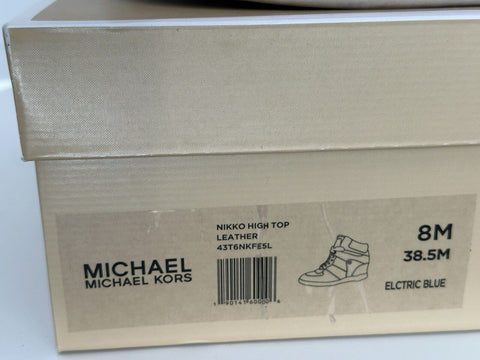 NIKKO HIGH TOP
LEATHER
43T6NKFE5L
8M
38.5M
MICHAEL
MICHAEL KORS
ELCTRIC BLUE